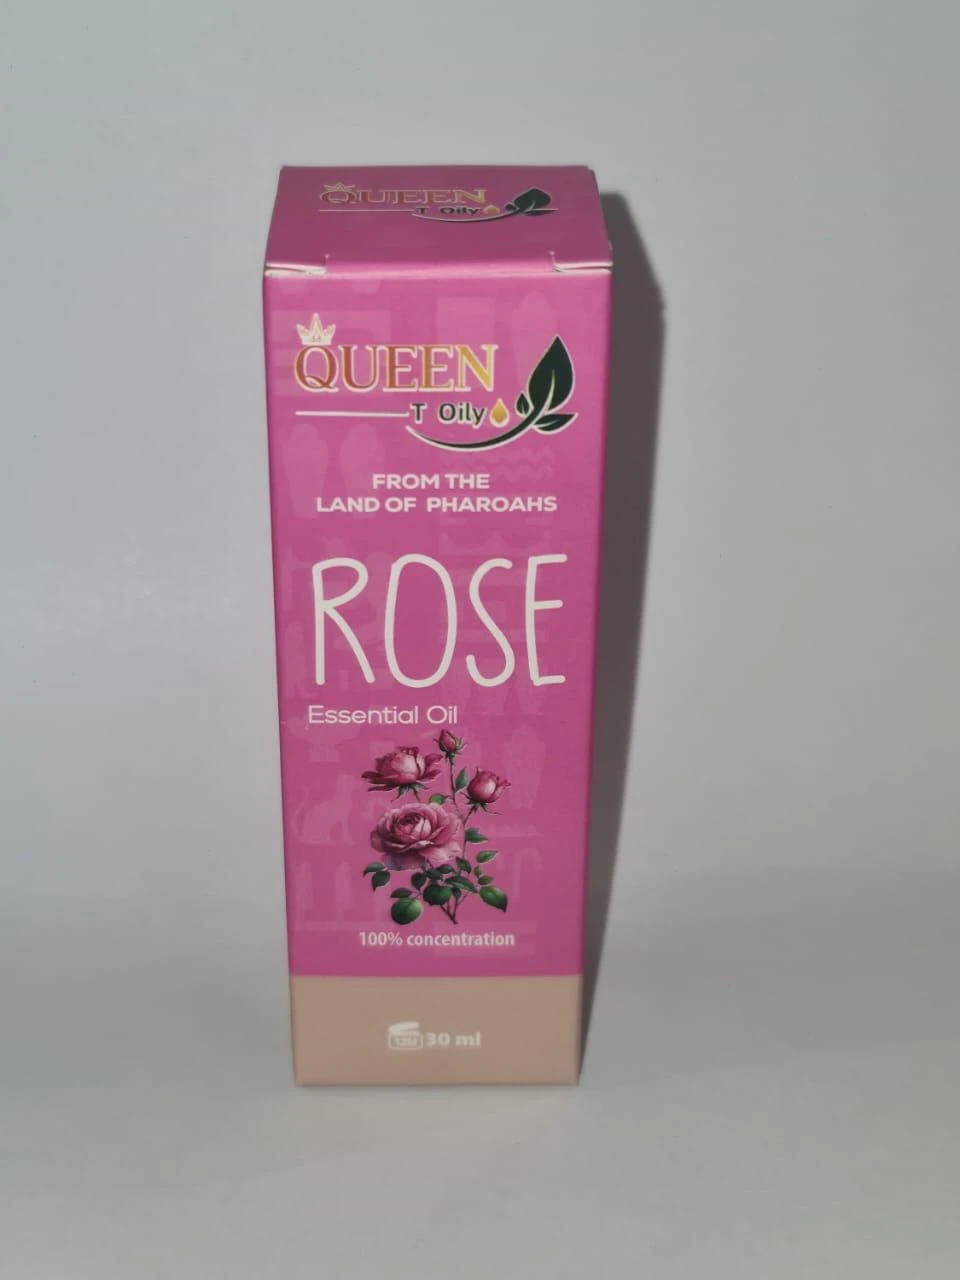 QUEEN
T Oily
QUEEN
T Oily
FROM THE
LAND OF PHAROAHS
ROSE
Essential Oil
100% concentration
12M 30 ml